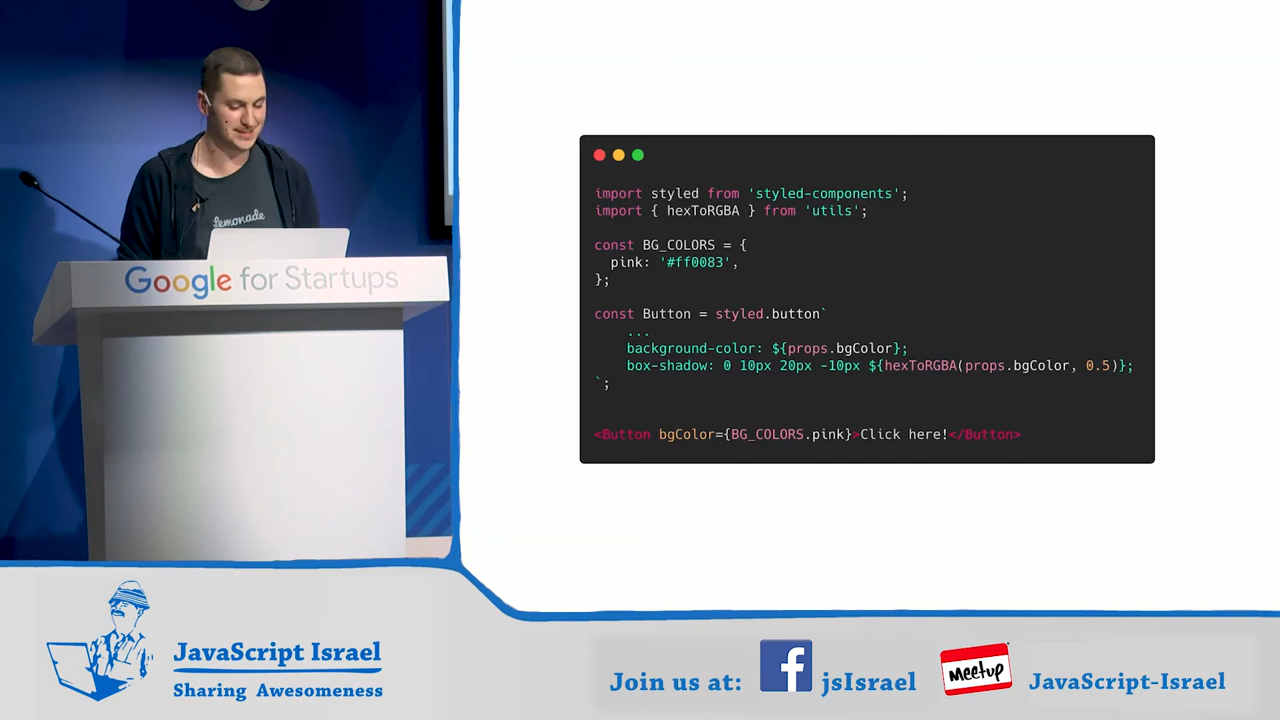 Lemonade
Google for Startups
import styled from 'styled-components';
import { hexToRGBA } from 'utils';
const BG_COLORS = {
pink: '#ff0083',
};
const Button = styled.button`
...
background-color: ${props.bgColor};
box-shadow: 0 10px 20px -10px ${hexToRGBA(props.bgColor, 0.5)};
`;
<Button bgColor={BG_COLORS.pink}>Click here!</Button>
JavaScript Israel
Sharing Awesomeness
Join us at: f jsIsrael Meetup JavaScript-Israel